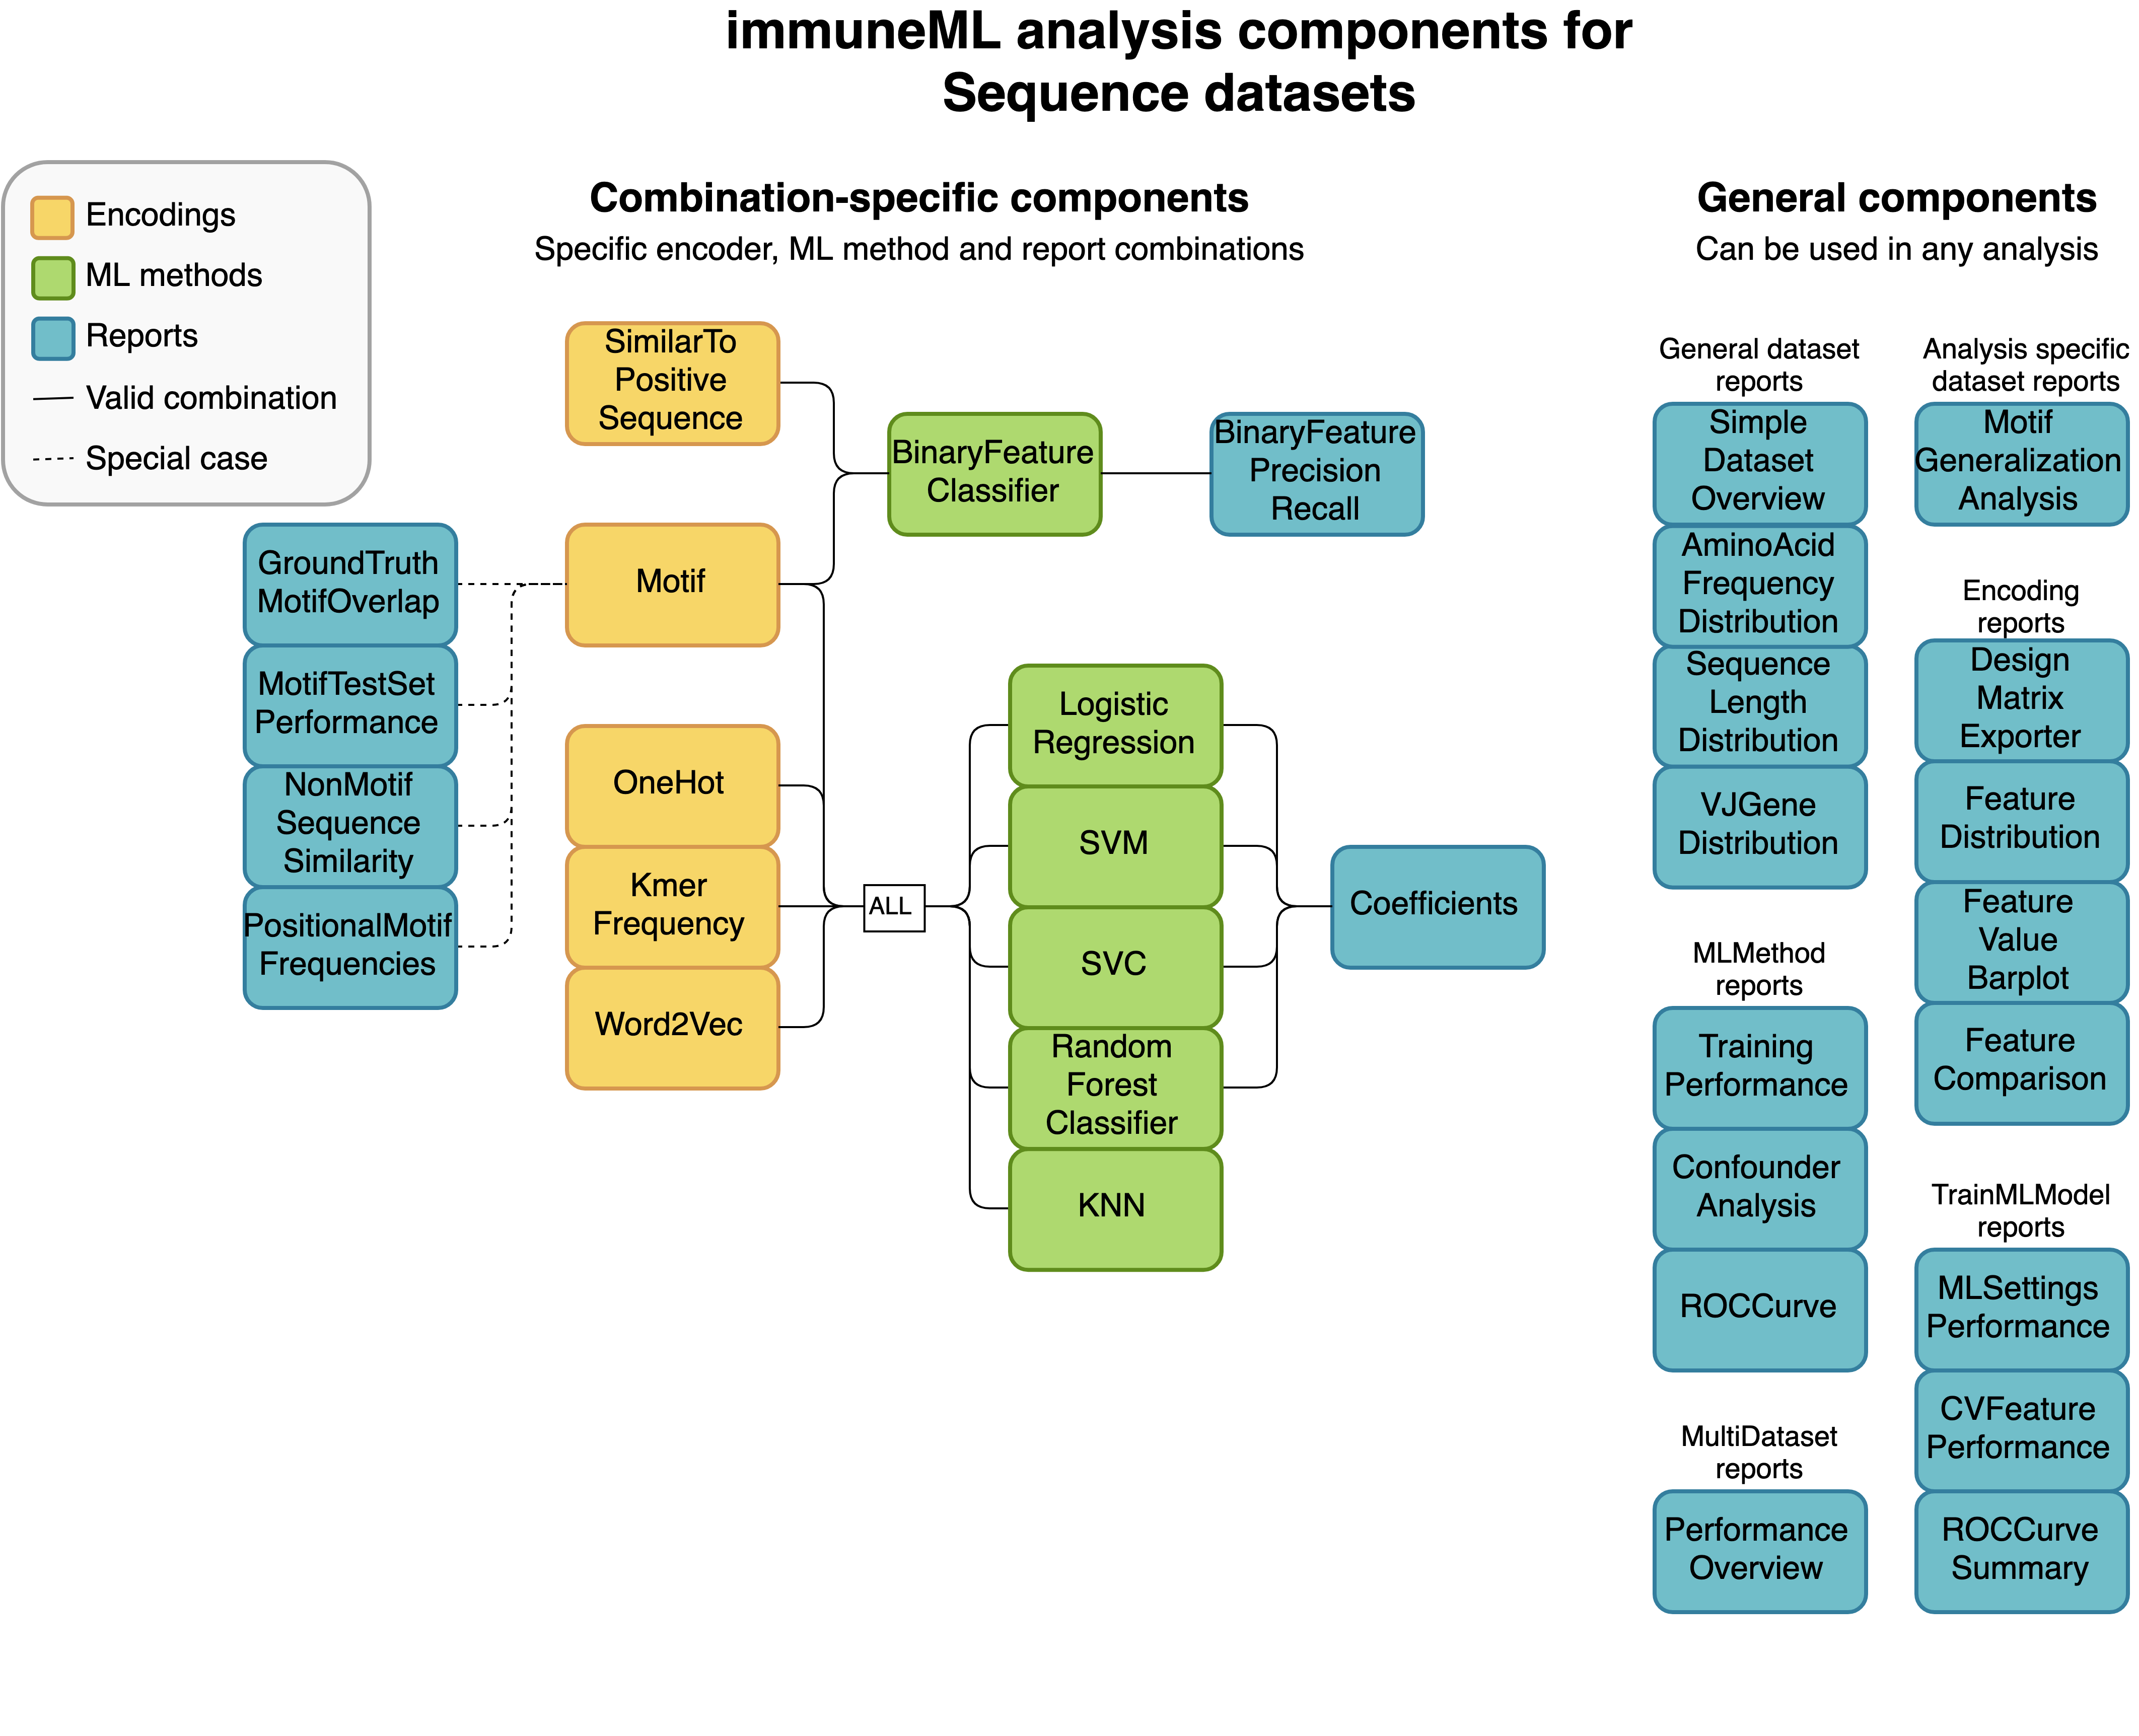 immuneML analysis components for
Sequence datasets
Encodings
ML methods
Reports
Valid combination
Special case
Combination-specific components
Specific encoder, ML method and report combinations
GroundTruth
MotifOverlap
MotifTestSet
Performance
NonMotif
Sequence
Similarity
PositionalMotif
Frequencies
SimilarTo
Positive
Sequence
Motif
OneHot
Kmer
Frequency
Word2Vec
BinaryFeature
Classifier
BinaryFeature
Precision
Recall
ALL
Logistic
Regression
SVM
SVC
Random
Forest
Classifier
KNN
Coefficients
General components
Can be used in any analysis
General dataset
reports
Simple
Dataset
Overview
AminoAcid
Frequency
Distribution
Sequence
Length
Distribution
VJGene
Distribution
MLMethod
reports
Training
Performance
Confounder
Analysis
ROCCurve
MultiDataset
reports
Performance
Overview
Analysis specific
dataset reports
Motif
Generalization
Analysis
Encoding
reports
Design
Matrix
Exporter
Feature
Distribution
Feature
Value
Barplot
Feature
Comparison
TrainMLModel
reports
MLSettings
Performance
CVFeature
Performance
ROCCurve
Summary